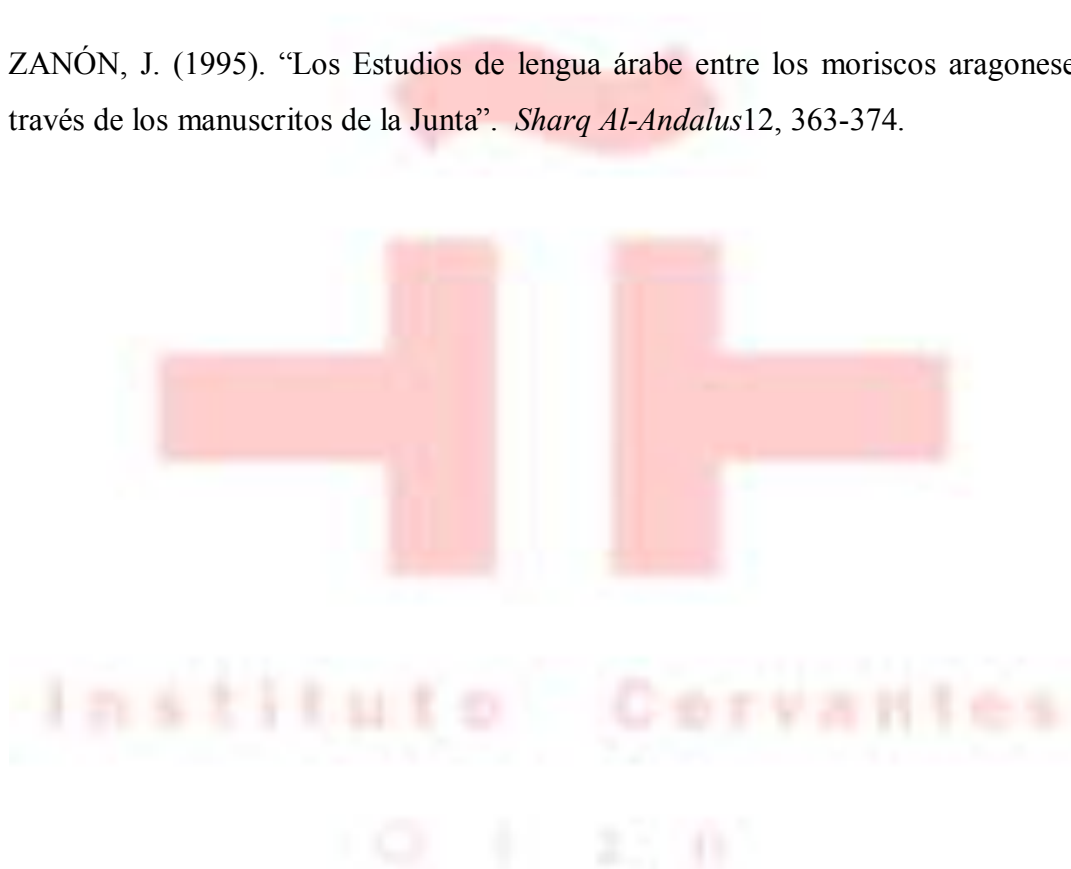 ZANÓN, J. (1995). “Los Estudios de lengua árabe entre los moriscos aragonese
través de los manuscritos de la Junta”. Sharq Al-Andalus12, 363-374.
Instituto Cervantes